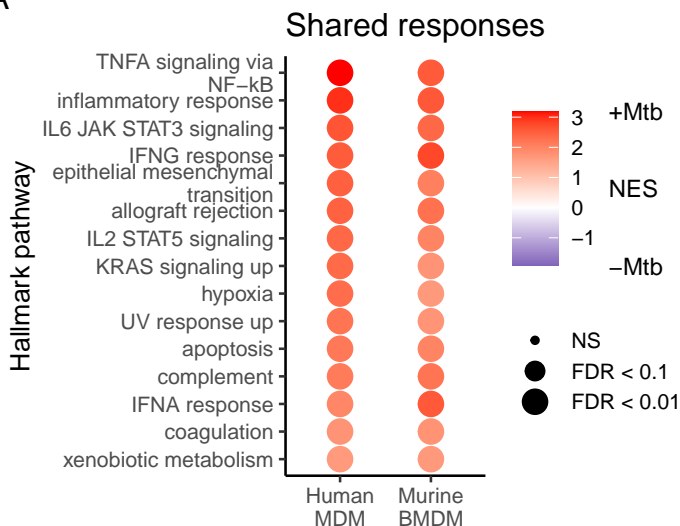 A
Shared responses
TNFA signaling via
NF−kB
inflammatory response
IL6 JAK STAT3 signaling
IFNG response
epithelial mesenchymal
transition
allograft rejection
IL2 STAT5 signaling
KRAS signaling up
hypoxia
UV response up
apoptosis
complement
IFNA response
coagulation
xenobiotic metabolism
Hallmark pathway
Human
MDM
Murine
BMDM
3
2
1
0
−1
+Mtb
NES
−Mtb
NS
FDR < 0.1
FDR < 0.01